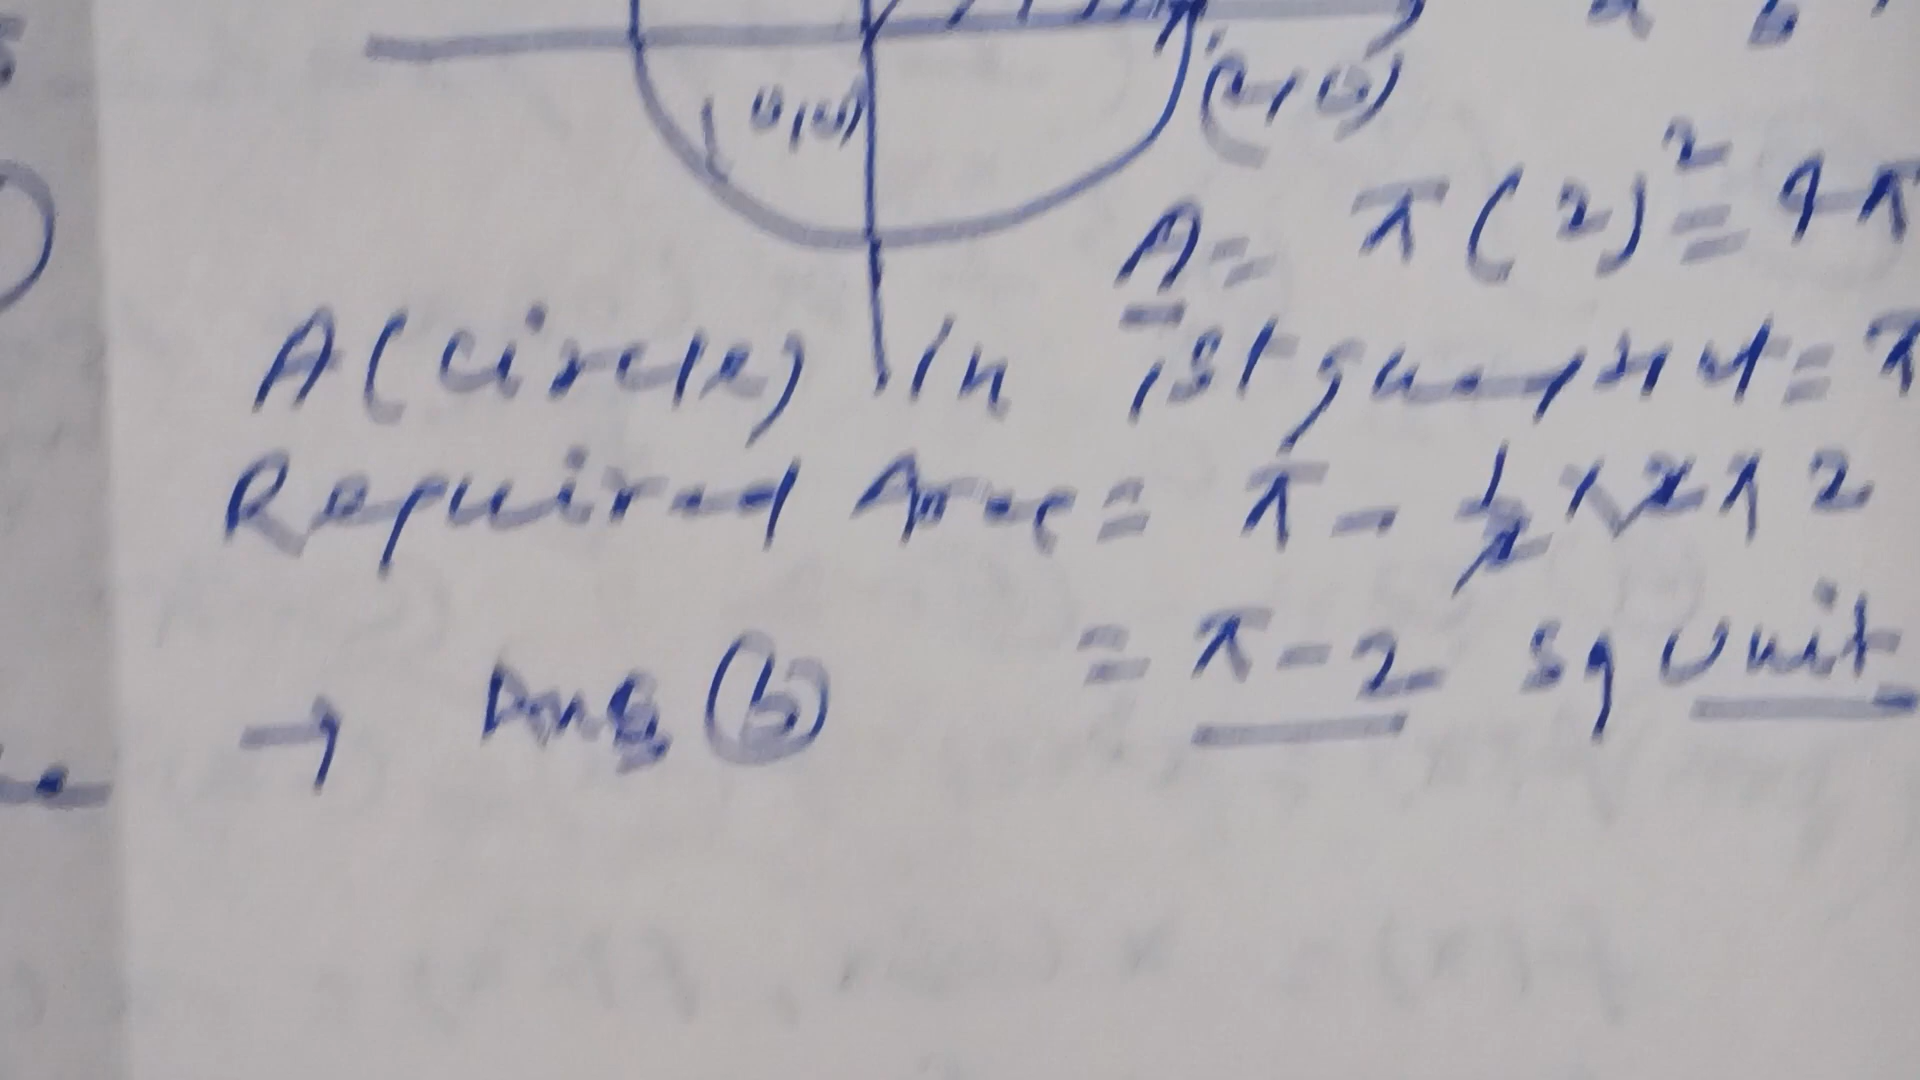 (0,0)
(2,0)
A = π(2)² = 4π
A(circle) in 1st quadrant = π
Required Area = π - 1/2 × 2 × 2
= π - 2 sq unit
→ Ans (b)